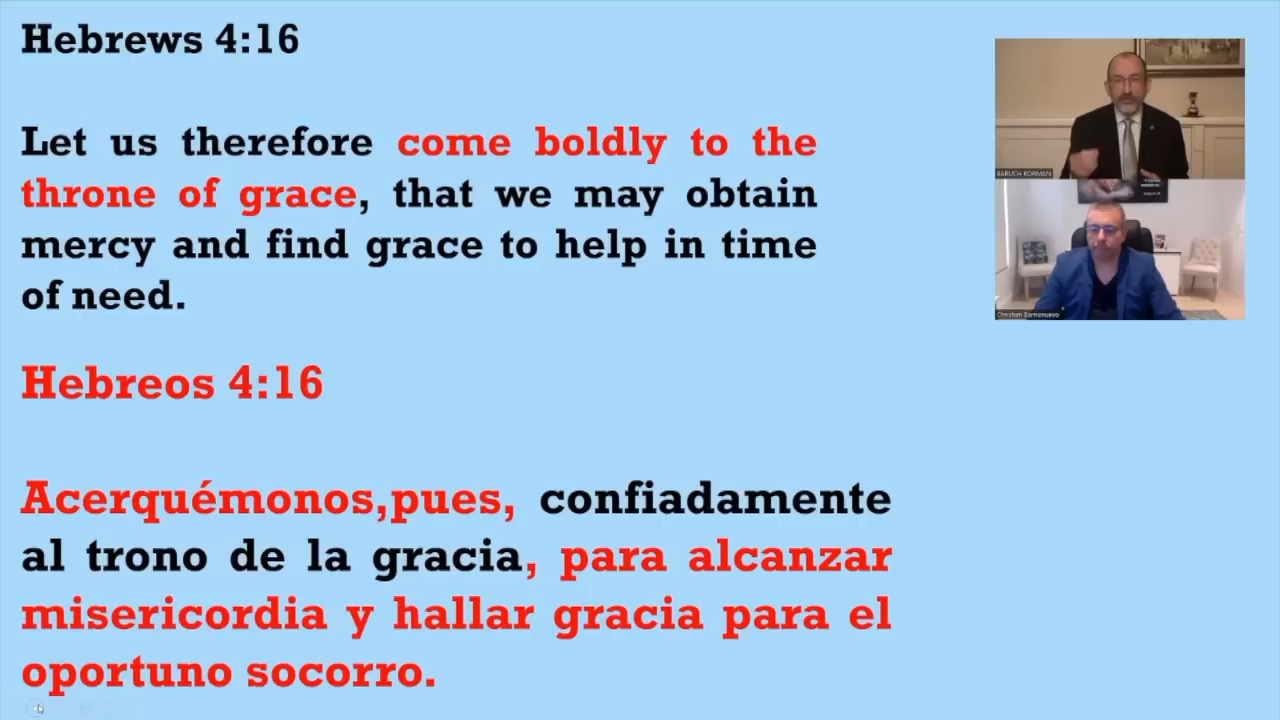 Hebrews 4:16
Let us therefore come boldly to the
throne of grace, that we may obtain
mercy and find grace to help in time
of need.
Hebreos 4:16
Acerquémonos,pues, confiadamente
al trono de la gracia, para alcanzar
misericordia y hallar gracia para el
oportuno socorro.
BARUCH KORMAN
Christian Barrionuevo